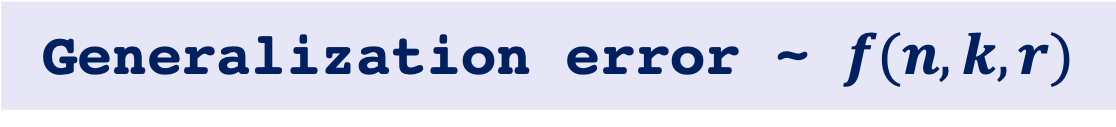 Generalization error ~ f(n, k, r)